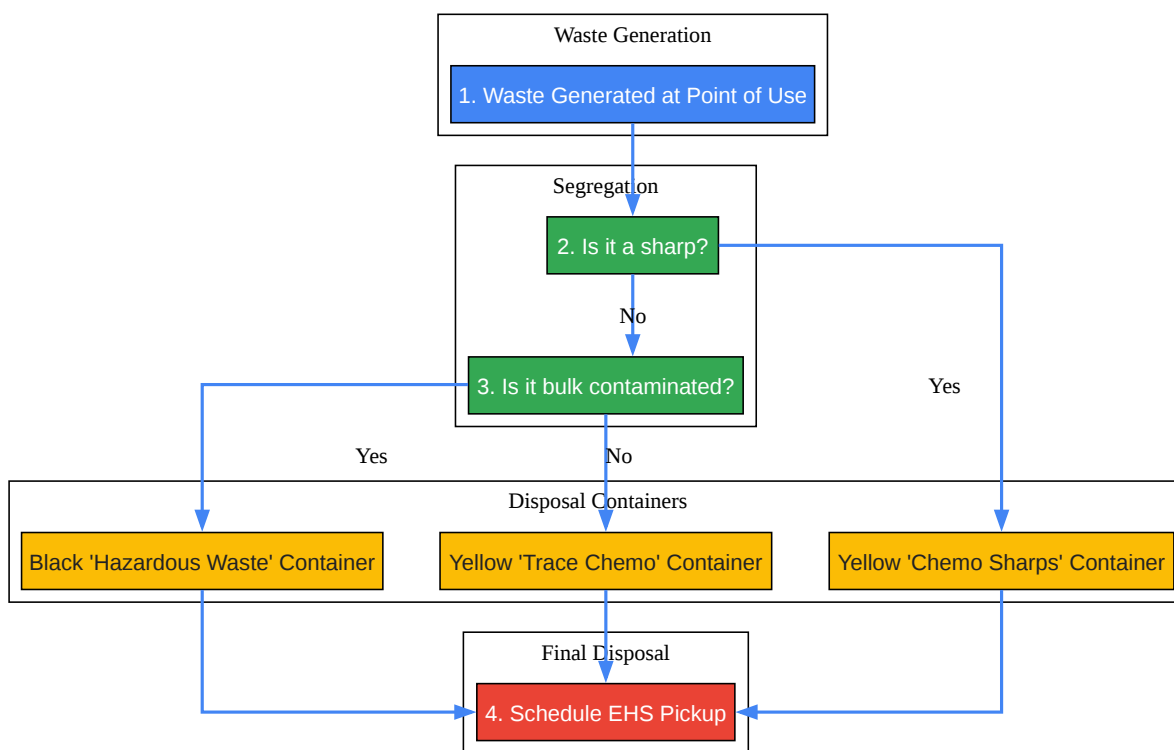 Waste Generation
1. Waste Generated at Point of Use
Segregation
2. Is it a sharp?
No
3. Is it bulk contaminated?
Yes
Yes
No
Disposal Containers
Black 'Hazardous Waste' Container
Yellow 'Trace Chemo' Container
Yellow 'Chemo Sharps' Container
Final Disposal
4. Schedule EHS Pickup